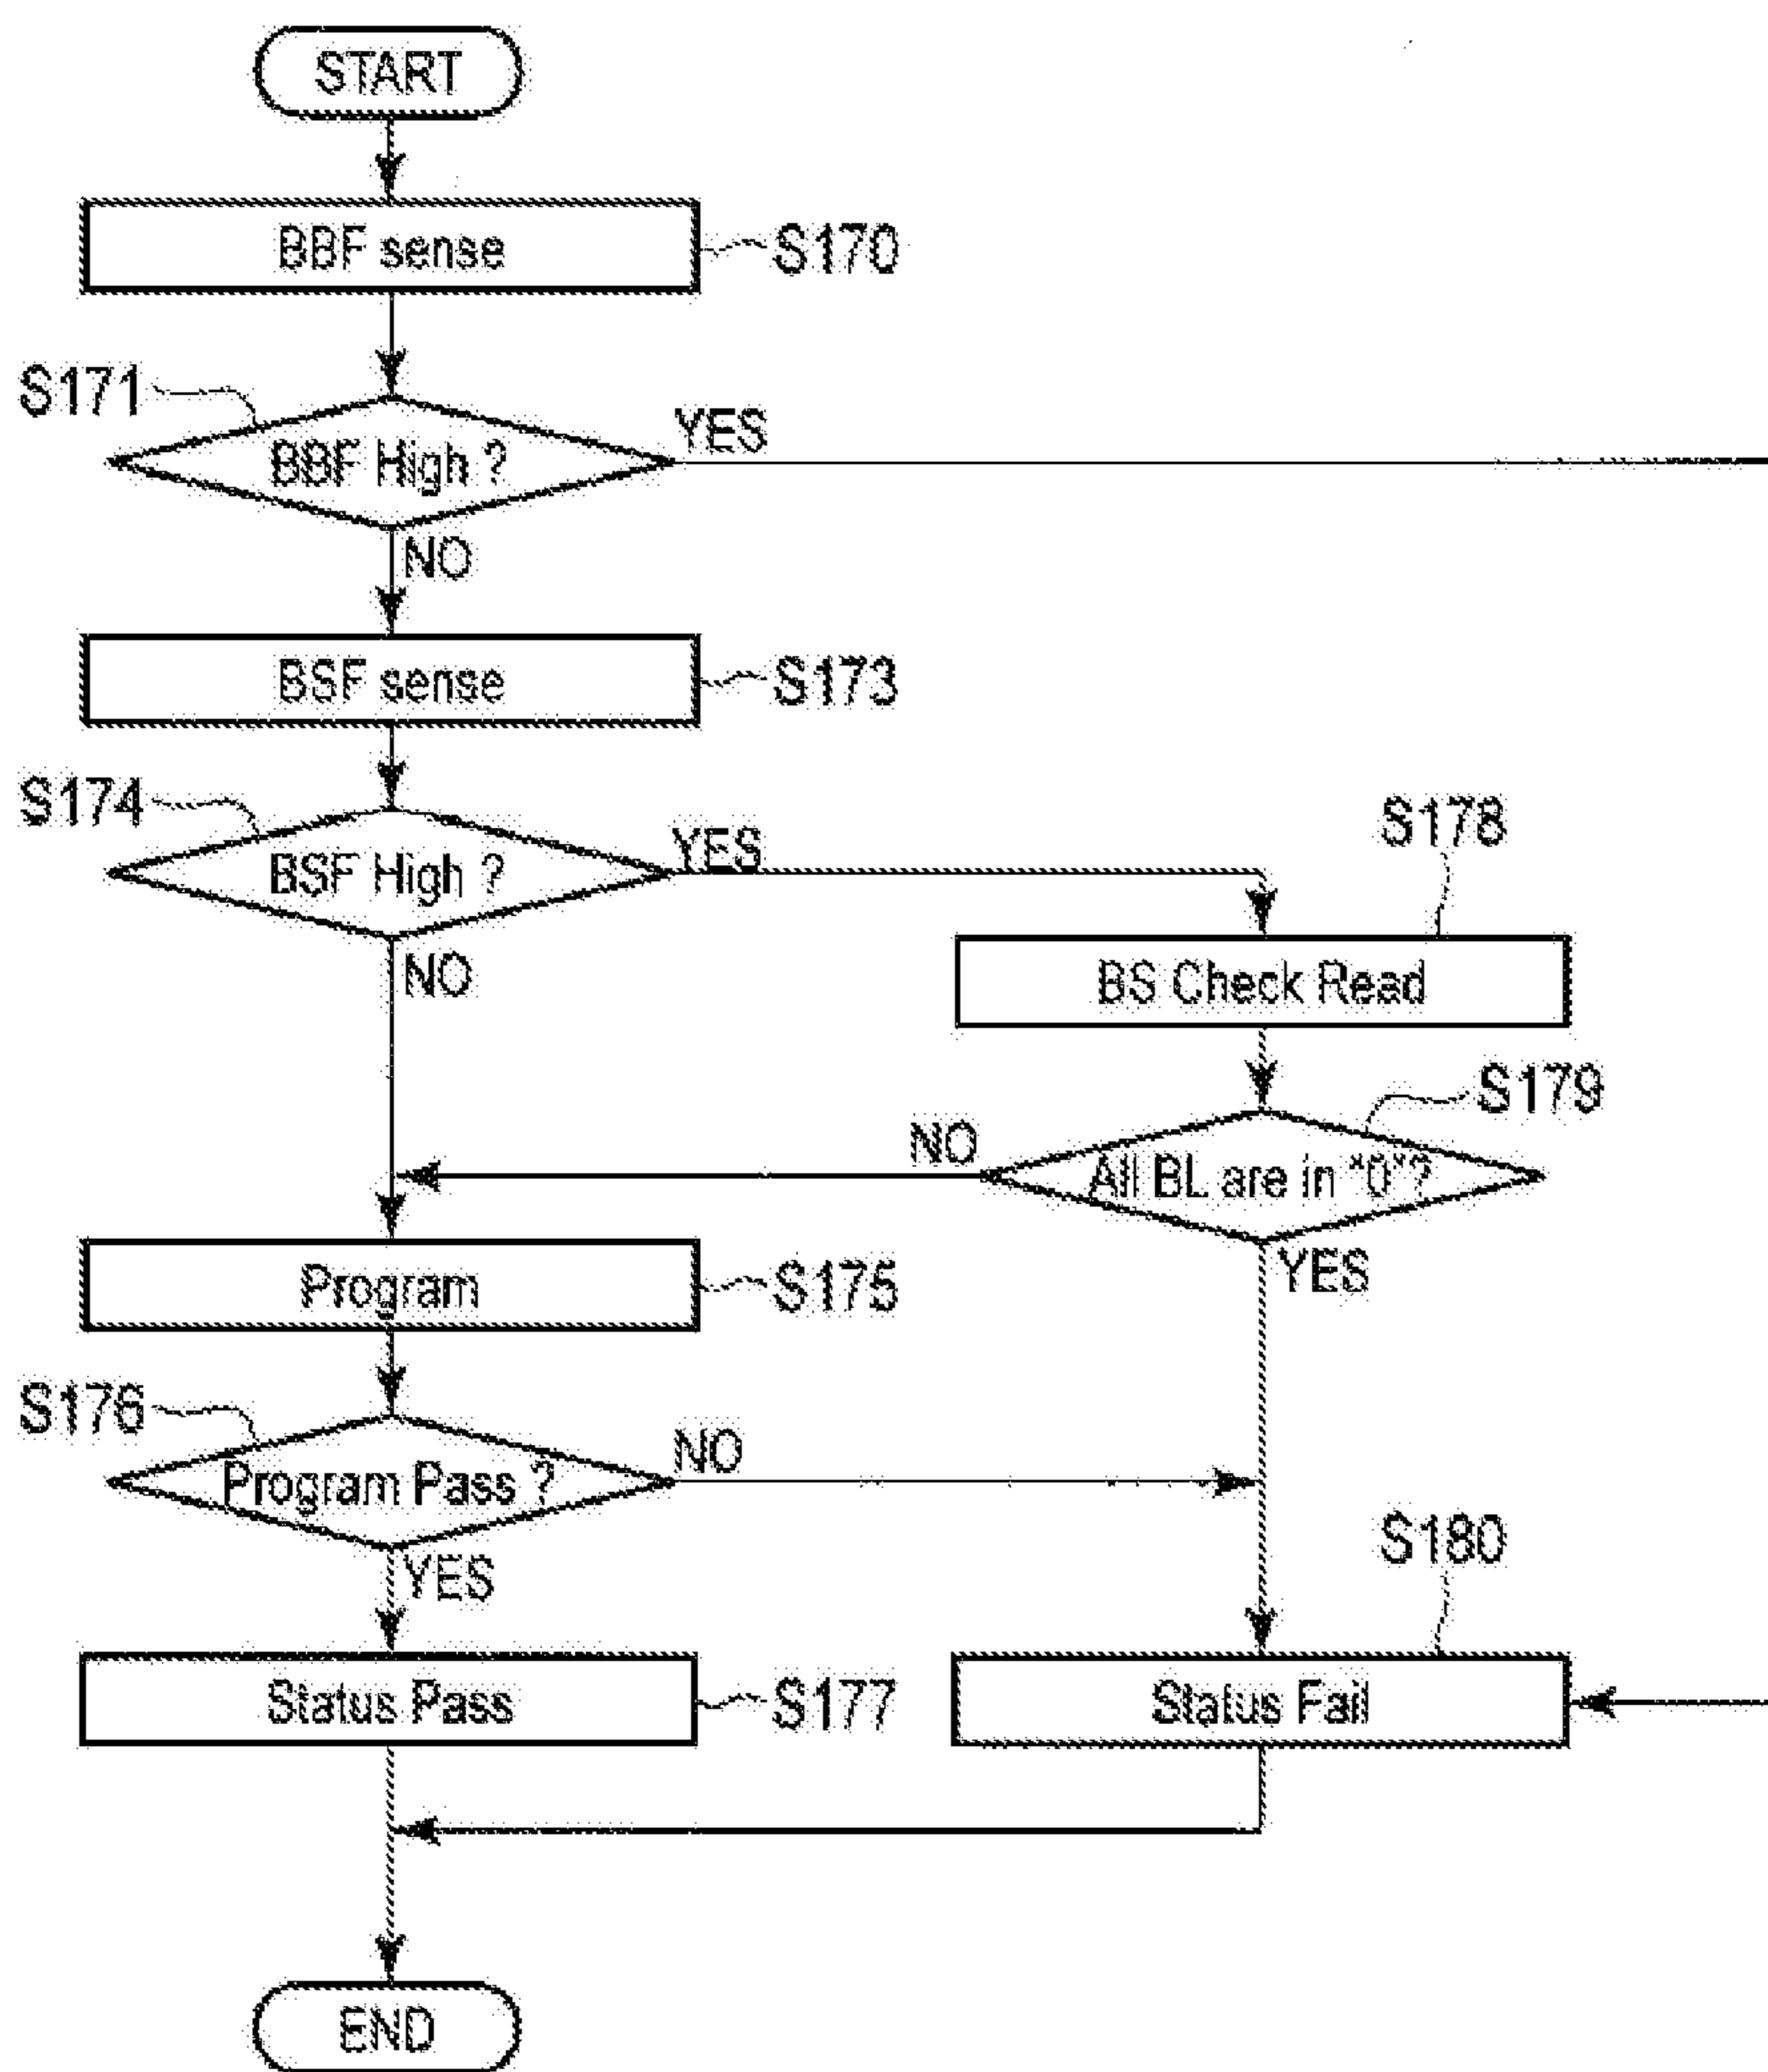 START
BBF sense
S170
S171
BBF High ?
YES
NO
BSF sense
S173
S174
BSF High ?
YES
NO
S178
BS Check Read
S179
All BL are in "0"?
NO
YES
Program
S175
S176
Program Pass ?
NO
YES
S180
Status Pass
S177
Status Fail
END